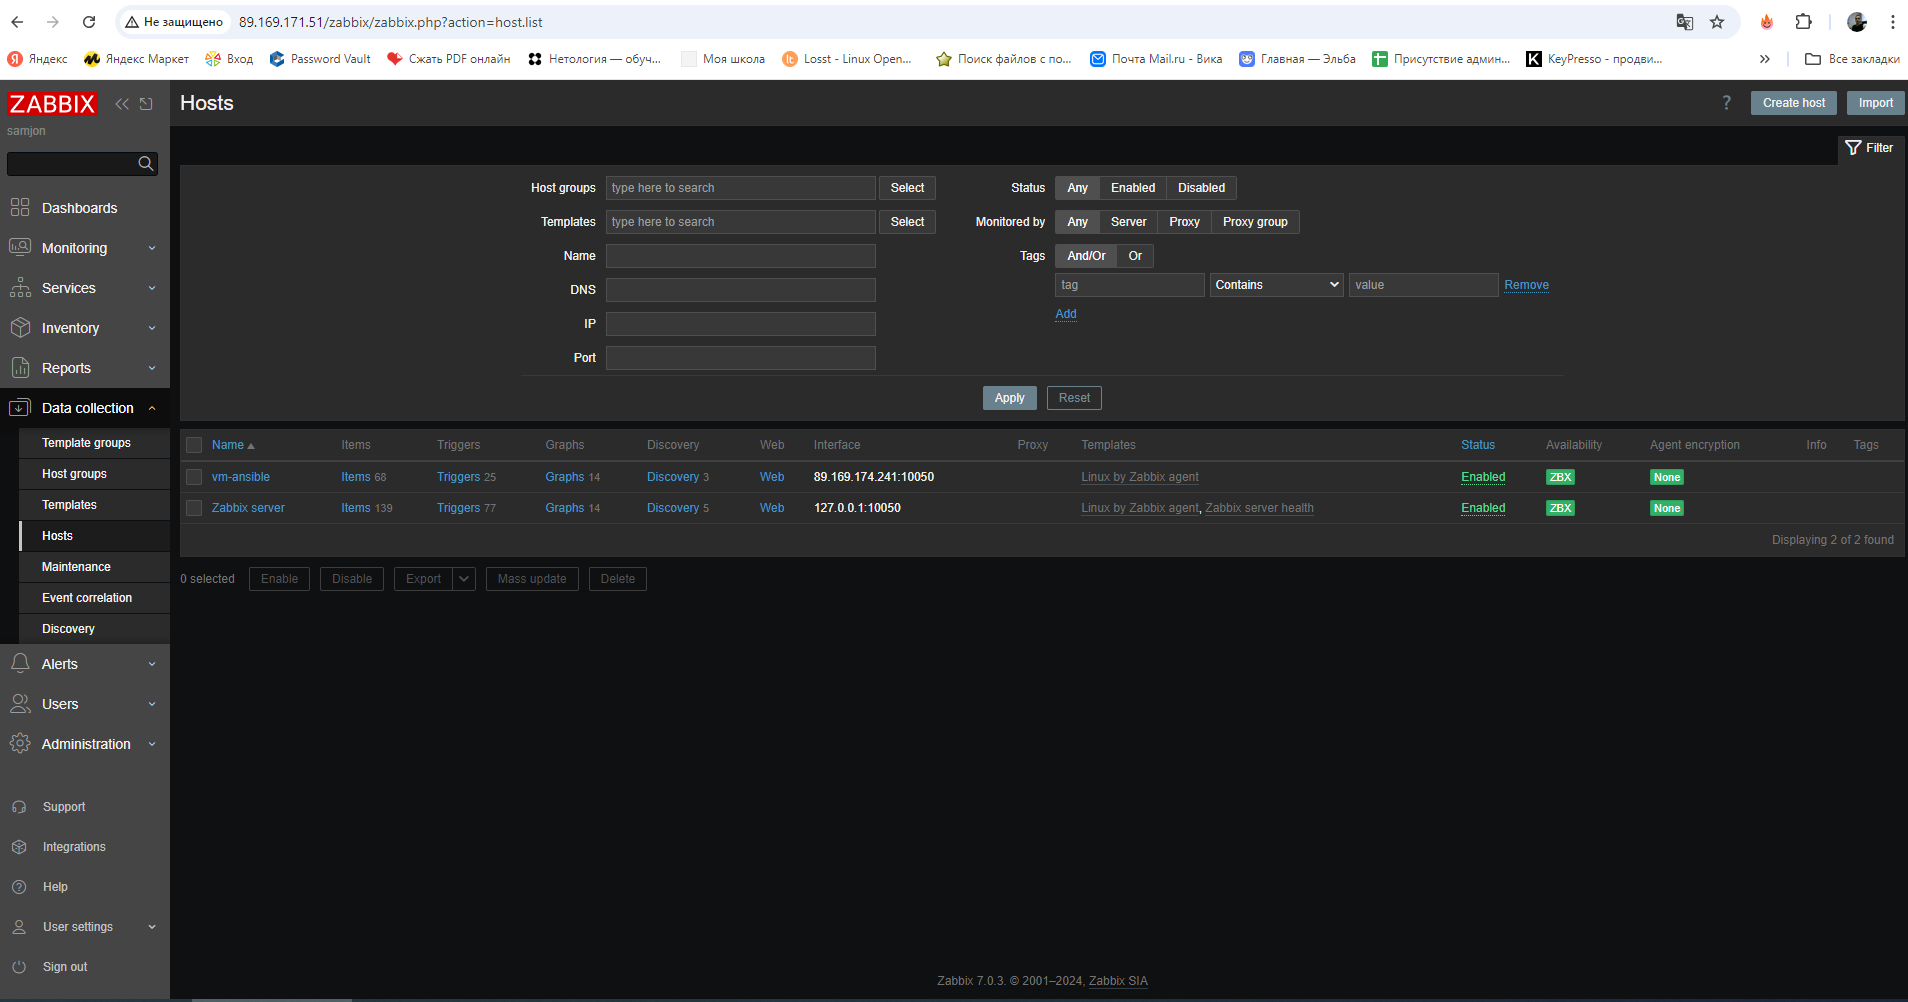 Не защищено 89.169.171.51/zabbix/zabbix.php?action=host.list
Яндекс Яндекс Маркет Вход Password Vault Сжать PDF онлайн Нетология — обуч... Моя школа Losst - Linux Open... Поиск файлов с по... Почта Mail.ru - Вика Главная — Эльба Присутствие админ... KeyPresso - продви... » Все закладки
ZABBIX
samjon
Dashboards
Monitoring
Services
Inventory
Reports
Data collection
Template groups
Host groups
Templates
Hosts
Maintenance
Event correlation
Discovery
Alerts
Users
Administration
Support
Integrations
Help
User settings
Sign out
Hosts
? Create host Import
Filter
Host groups type here to search Select
Templates type here to search Select
Name
DNS
IP
Port
Status Any Enabled Disabled
Monitored by Any Server Proxy Proxy group
Tags And/Or Or
tag Contains value Remove
Add
Apply Reset
Name Items Triggers Graphs Discovery Web Interface Proxy Templates Status Availability Agent encryption Info Tags
vm-ansible Items 68 Triggers 25 Graphs 14 Discovery 3 Web 89.169.174.241:10050 Linux by Zabbix agent Enabled ZBX None
Zabbix server Items 139 Triggers 77 Graphs 14 Discovery 5 Web 127.0.0.1:10050 Linux by Zabbix agent, Zabbix server health Enabled ZBX None
Displaying 2 of 2 found
0 selected Enable Disable Export Mass update Delete
Zabbix 7.0.3. © 2001–2024, Zabbix SIA